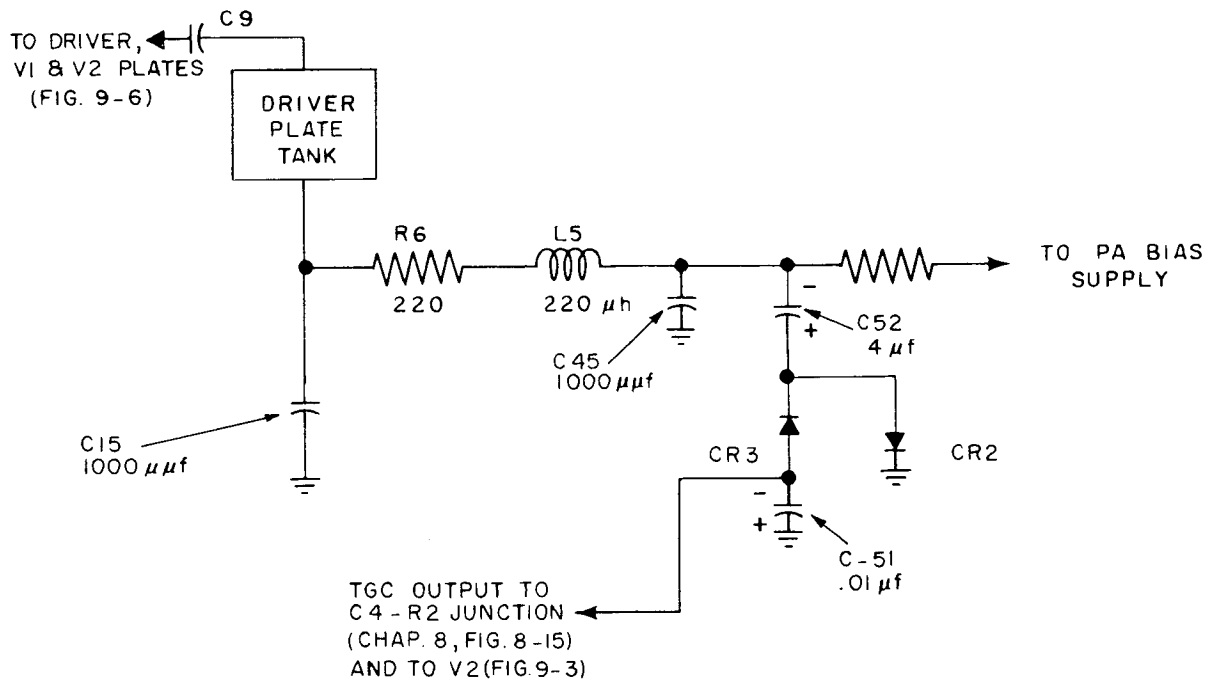 C9
TO DRIVER,
V1 & V2 PLATES
(FIG. 9-6)
DRIVER
PLATE
TANK
R6
220
L5
220 μh
TO PA BIAS
SUPPLY
-
+
C52
4 μf
C45
1000 μμf
C15
1000 μμf
CR3
CR2
-
+
C-51
.01 μf
TGC OUTPUT TO
C4-R2 JUNCTION
(CHAP. 8, FIG. 8-15)
AND TO V2 (FIG. 9-3)